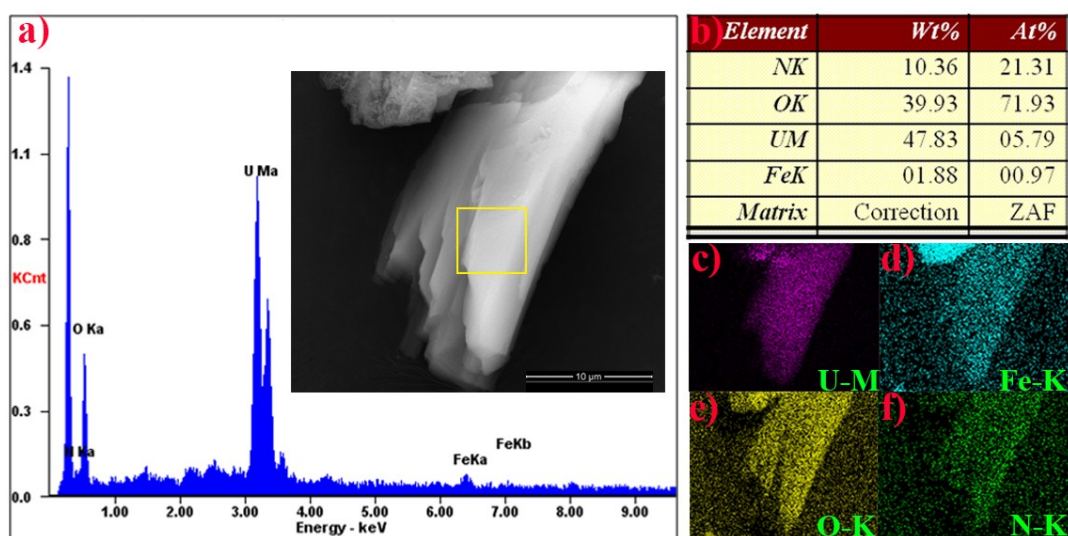 a)
1.4
1.1
0.8
KCnt
0.6
0.3
0.0
U Ma
O Ka
N Ka
FeKa
FeKb
1.00 2.00 3.00 4.00 5.00 6.00 7.00 8.00 9.00
Energy - keV
10 µm
b)
Element Wt% At%
NK 10.36 21.31
OK 39.93 71.93
UM 47.83 05.79
FeK 01.88 00.97
Matrix Correction ZAF
c)
U-M
d)
Fe-K
e)
O-K
f)
N-K